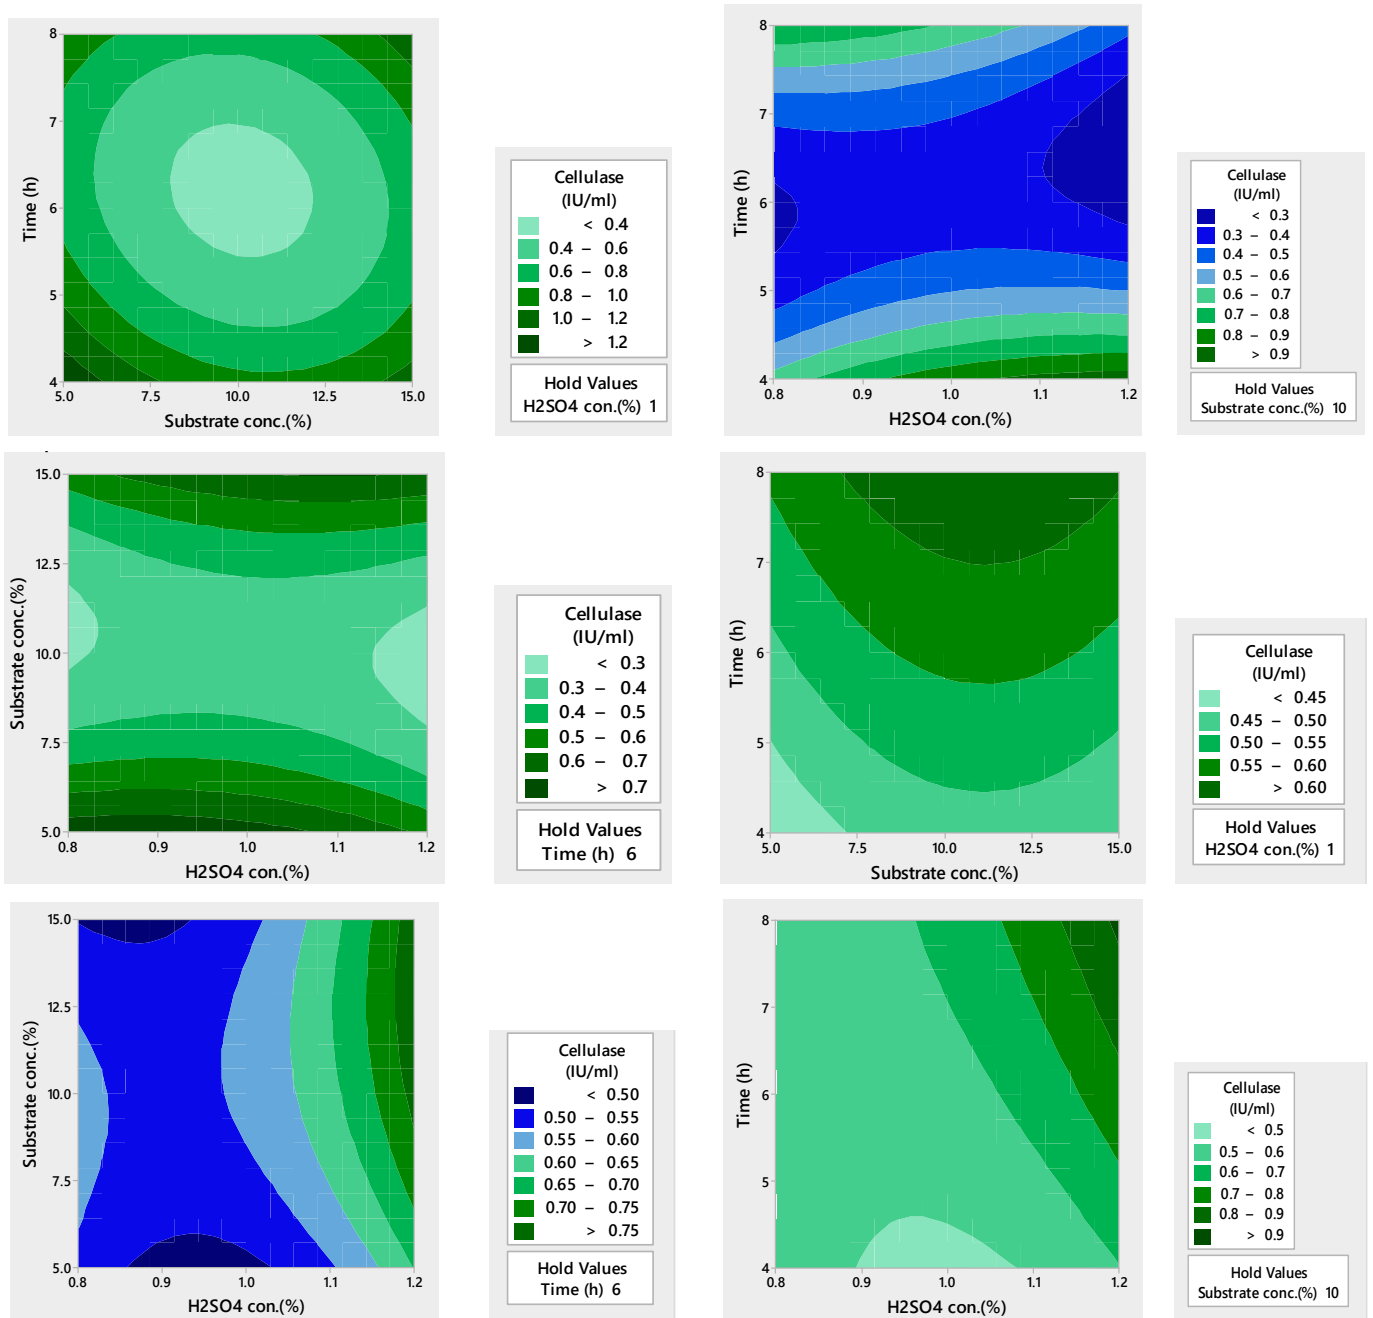 8
7
6
5
4
Time (h)
5.0 7.5 10.0 12.5 15.0
Substrate conc.(%)
Cellulase
(IU/ml)
< 0.4
0.4 – 0.6
0.6 – 0.8
0.8 – 1.0
1.0 – 1.2
> 1.2
Hold Values
H2SO4 con.(%) 1
8
7
6
5
4
Time (h)
0.8 0.9 1.0 1.1 1.2
H2SO4 con.(%)
Cellulase
(IU/ml)
< 0.3
0.3 – 0.4
0.4 – 0.5
0.5 – 0.6
0.6 – 0.7
0.7 – 0.8
0.8 – 0.9
> 0.9
Hold Values
Substrate conc.(%) 10
15.0
12.5
10.0
7.5
5.0
Substrate conc.(%)
0.8 0.9 1.0 1.1 1.2
H2SO4 con.(%)
Cellulase
(IU/ml)
< 0.3
0.3 – 0.4
0.4 – 0.5
0.5 – 0.6
0.6 – 0.7
> 0.7
Hold Values
Time (h) 6
8
7
6
5
4
Time (h)
5.0 7.5 10.0 12.5 15.0
Substrate conc.(%)
Cellulase
(IU/ml)
< 0.45
0.45 – 0.50
0.50 – 0.55
0.55 – 0.60
> 0.60
Hold Values
H2SO4 con.(%) 1
15.0
12.5
10.0
7.5
5.0
Substrate conc.(%)
0.8 0.9 1.0 1.1 1.2
H2SO4 con.(%)
Cellulase
(IU/ml)
< 0.50
0.50 – 0.55
0.55 – 0.60
0.60 – 0.65
0.65 – 0.70
0.70 – 0.75
> 0.75
Hold Values
Time (h) 6
8
7
6
5
4
Time (h)
0.8 0.9 1.0 1.1 1.2
H2SO4 con.(%)
Cellulase
(IU/ml)
< 0.5
0.5 – 0.6
0.6 – 0.7
0.7 – 0.8
0.8 – 0.9
> 0.9
Hold Values
Substrate conc.(%) 10